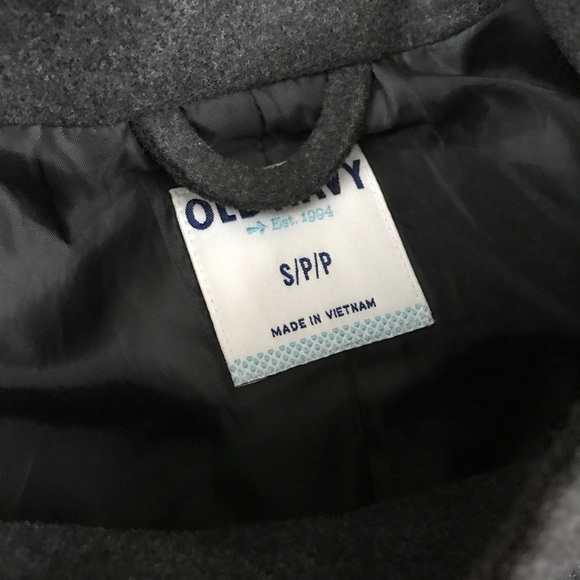 OLD NAVY
Est. 1994
S/P/P
MADE IN VIETNAM